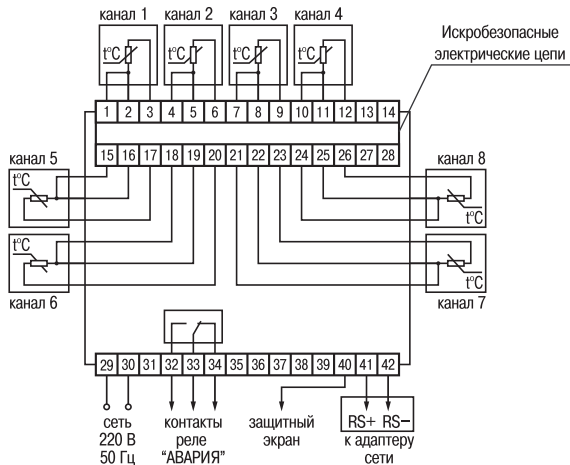 канал 1 канал 2 канал 3 канал 4
t°C t°C t°C t°C
Искробезопасные
электрические цепи
1 2 3 4 5 6 7 8 9 10 11 12 13 14
15 16 17 18 19 20 21 22 23 24 25 26 27 28
канал 5
t°C
канал 8
t°C
t°C
канал 6
t°C
канал 7
29 30 31 32 33 34 35 36 37 38 39 40 41 42
сеть
220 В
50 Гц
контакты
реле
“АВАРИЯ”
защитный
экран
RS+ RS−
к адаптеру
сети